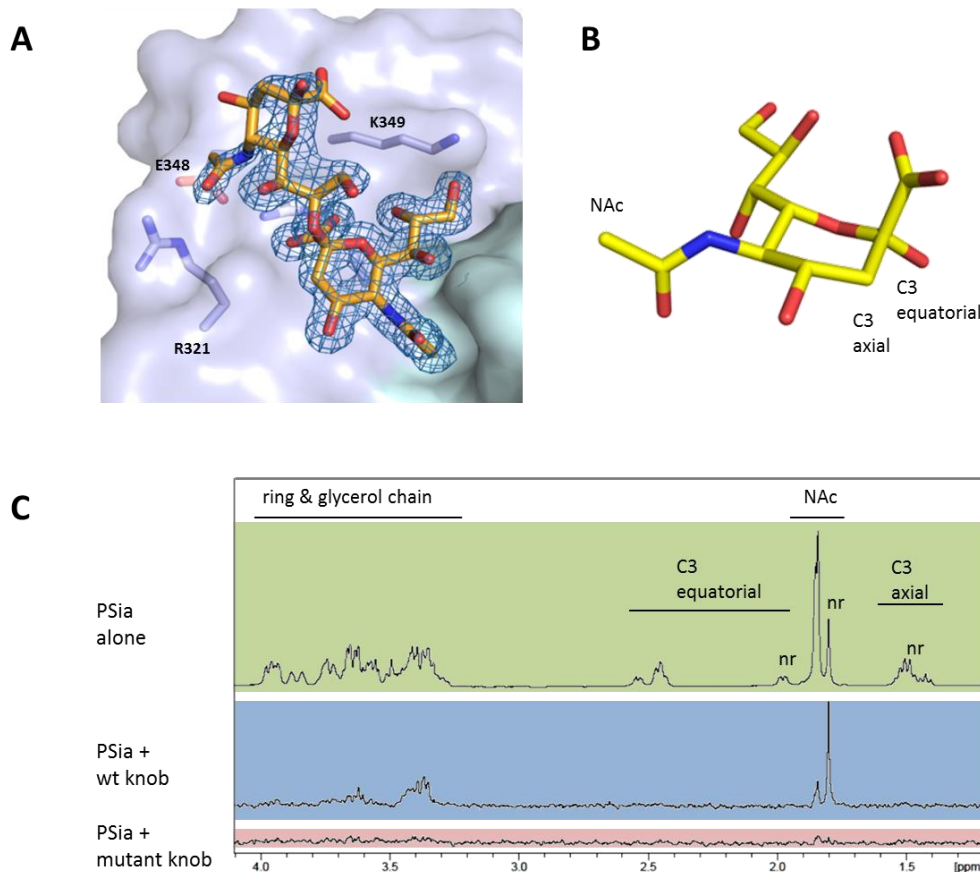 A
B
K349
E348
R321
NAc
C3
equatorial
C3
axial
C
ring & glycerol chain
NAc
C3
equatorial
C3
axial
nr
nr
nr
PSia
alone
PSia +
wt knob
PSia +
mutant knob
4.0 3.5 3.0 2.5 2.0 1.5 [ppm